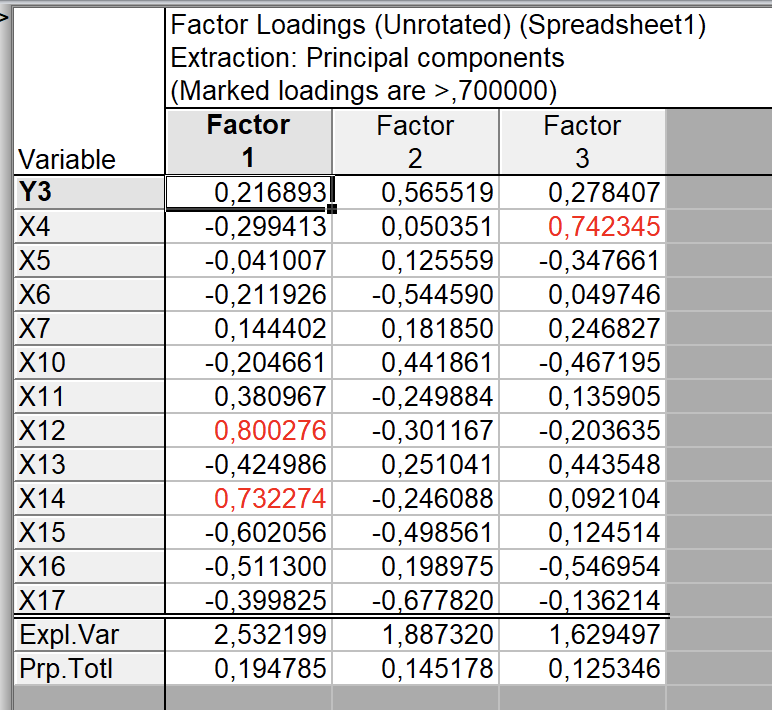 >
Factor Loadings (Unrotated) (Spreadsheet1)
Extraction: Principal components
(Marked loadings are >,700000)
Variable Factor 1 Factor 2 Factor 3
Y3 0,216893 0,565519 0,278407
X4 -0,299413 0,050351 0,742345
X5 -0,041007 0,125559 -0,347661
X6 -0,211926 -0,544590 0,049746
X7 0,144402 0,181850 0,246827
X10 -0,204661 0,441861 -0,467195
X11 0,380967 -0,249884 0,135905
X12 0,800276 -0,301167 -0,203635
X13 -0,424986 0,251041 0,443548
X14 0,732274 -0,246088 0,092104
X15 -0,602056 -0,498561 0,124514
X16 -0,511300 0,198975 -0,546954
X17 -0,399825 -0,677820 -0,136214
Expl.Var 2,532199 1,887320 1,629497
Prp.Totl 0,194785 0,145178 0,125346